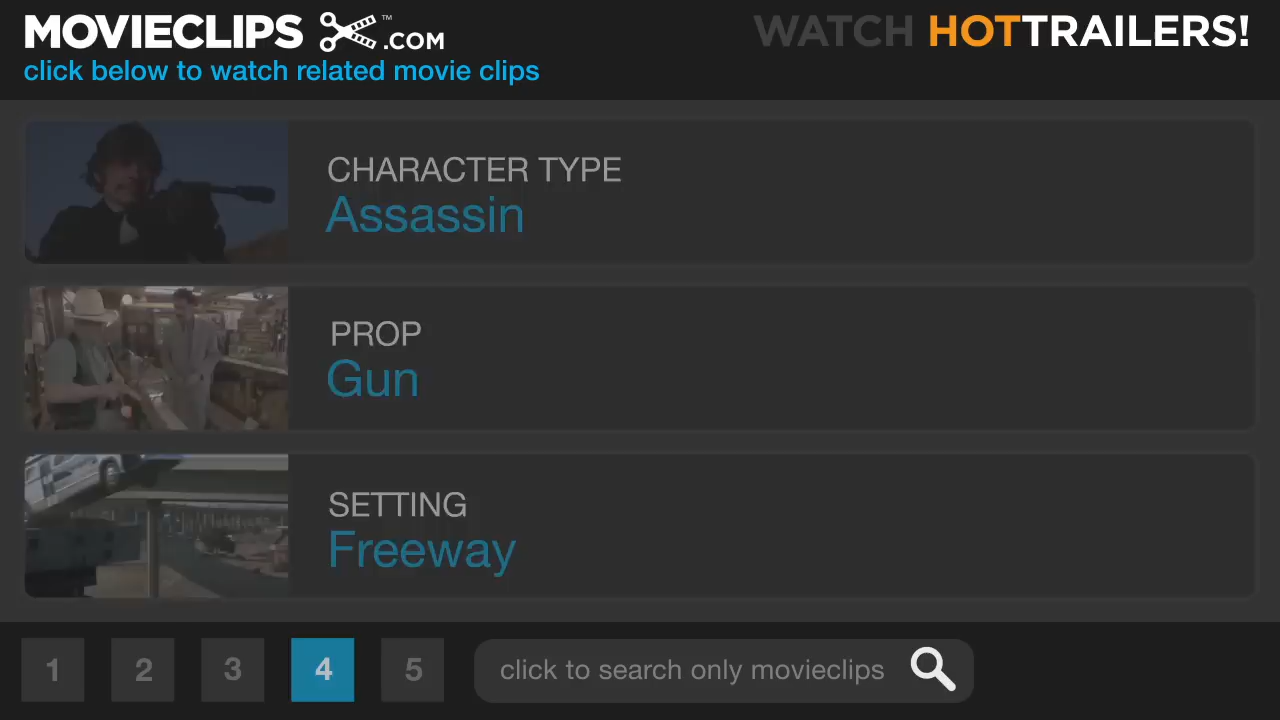 MOVIECLIPS ™.COM
WATCH HOTTRAILERS!
click below to watch related movie clips
CHARACTER TYPE
Assassin
PROP
Gun
SETTING
Freeway
1 2 3 4 5
click to search only movieclips